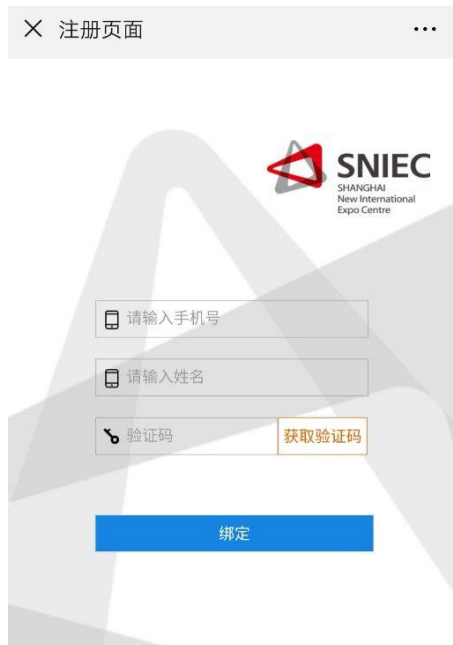 注册页面
SNIEC
SHANGHAI
New International
Expo Centre
请输入手机号
请输入姓名
验证码
获取验证码
绑定